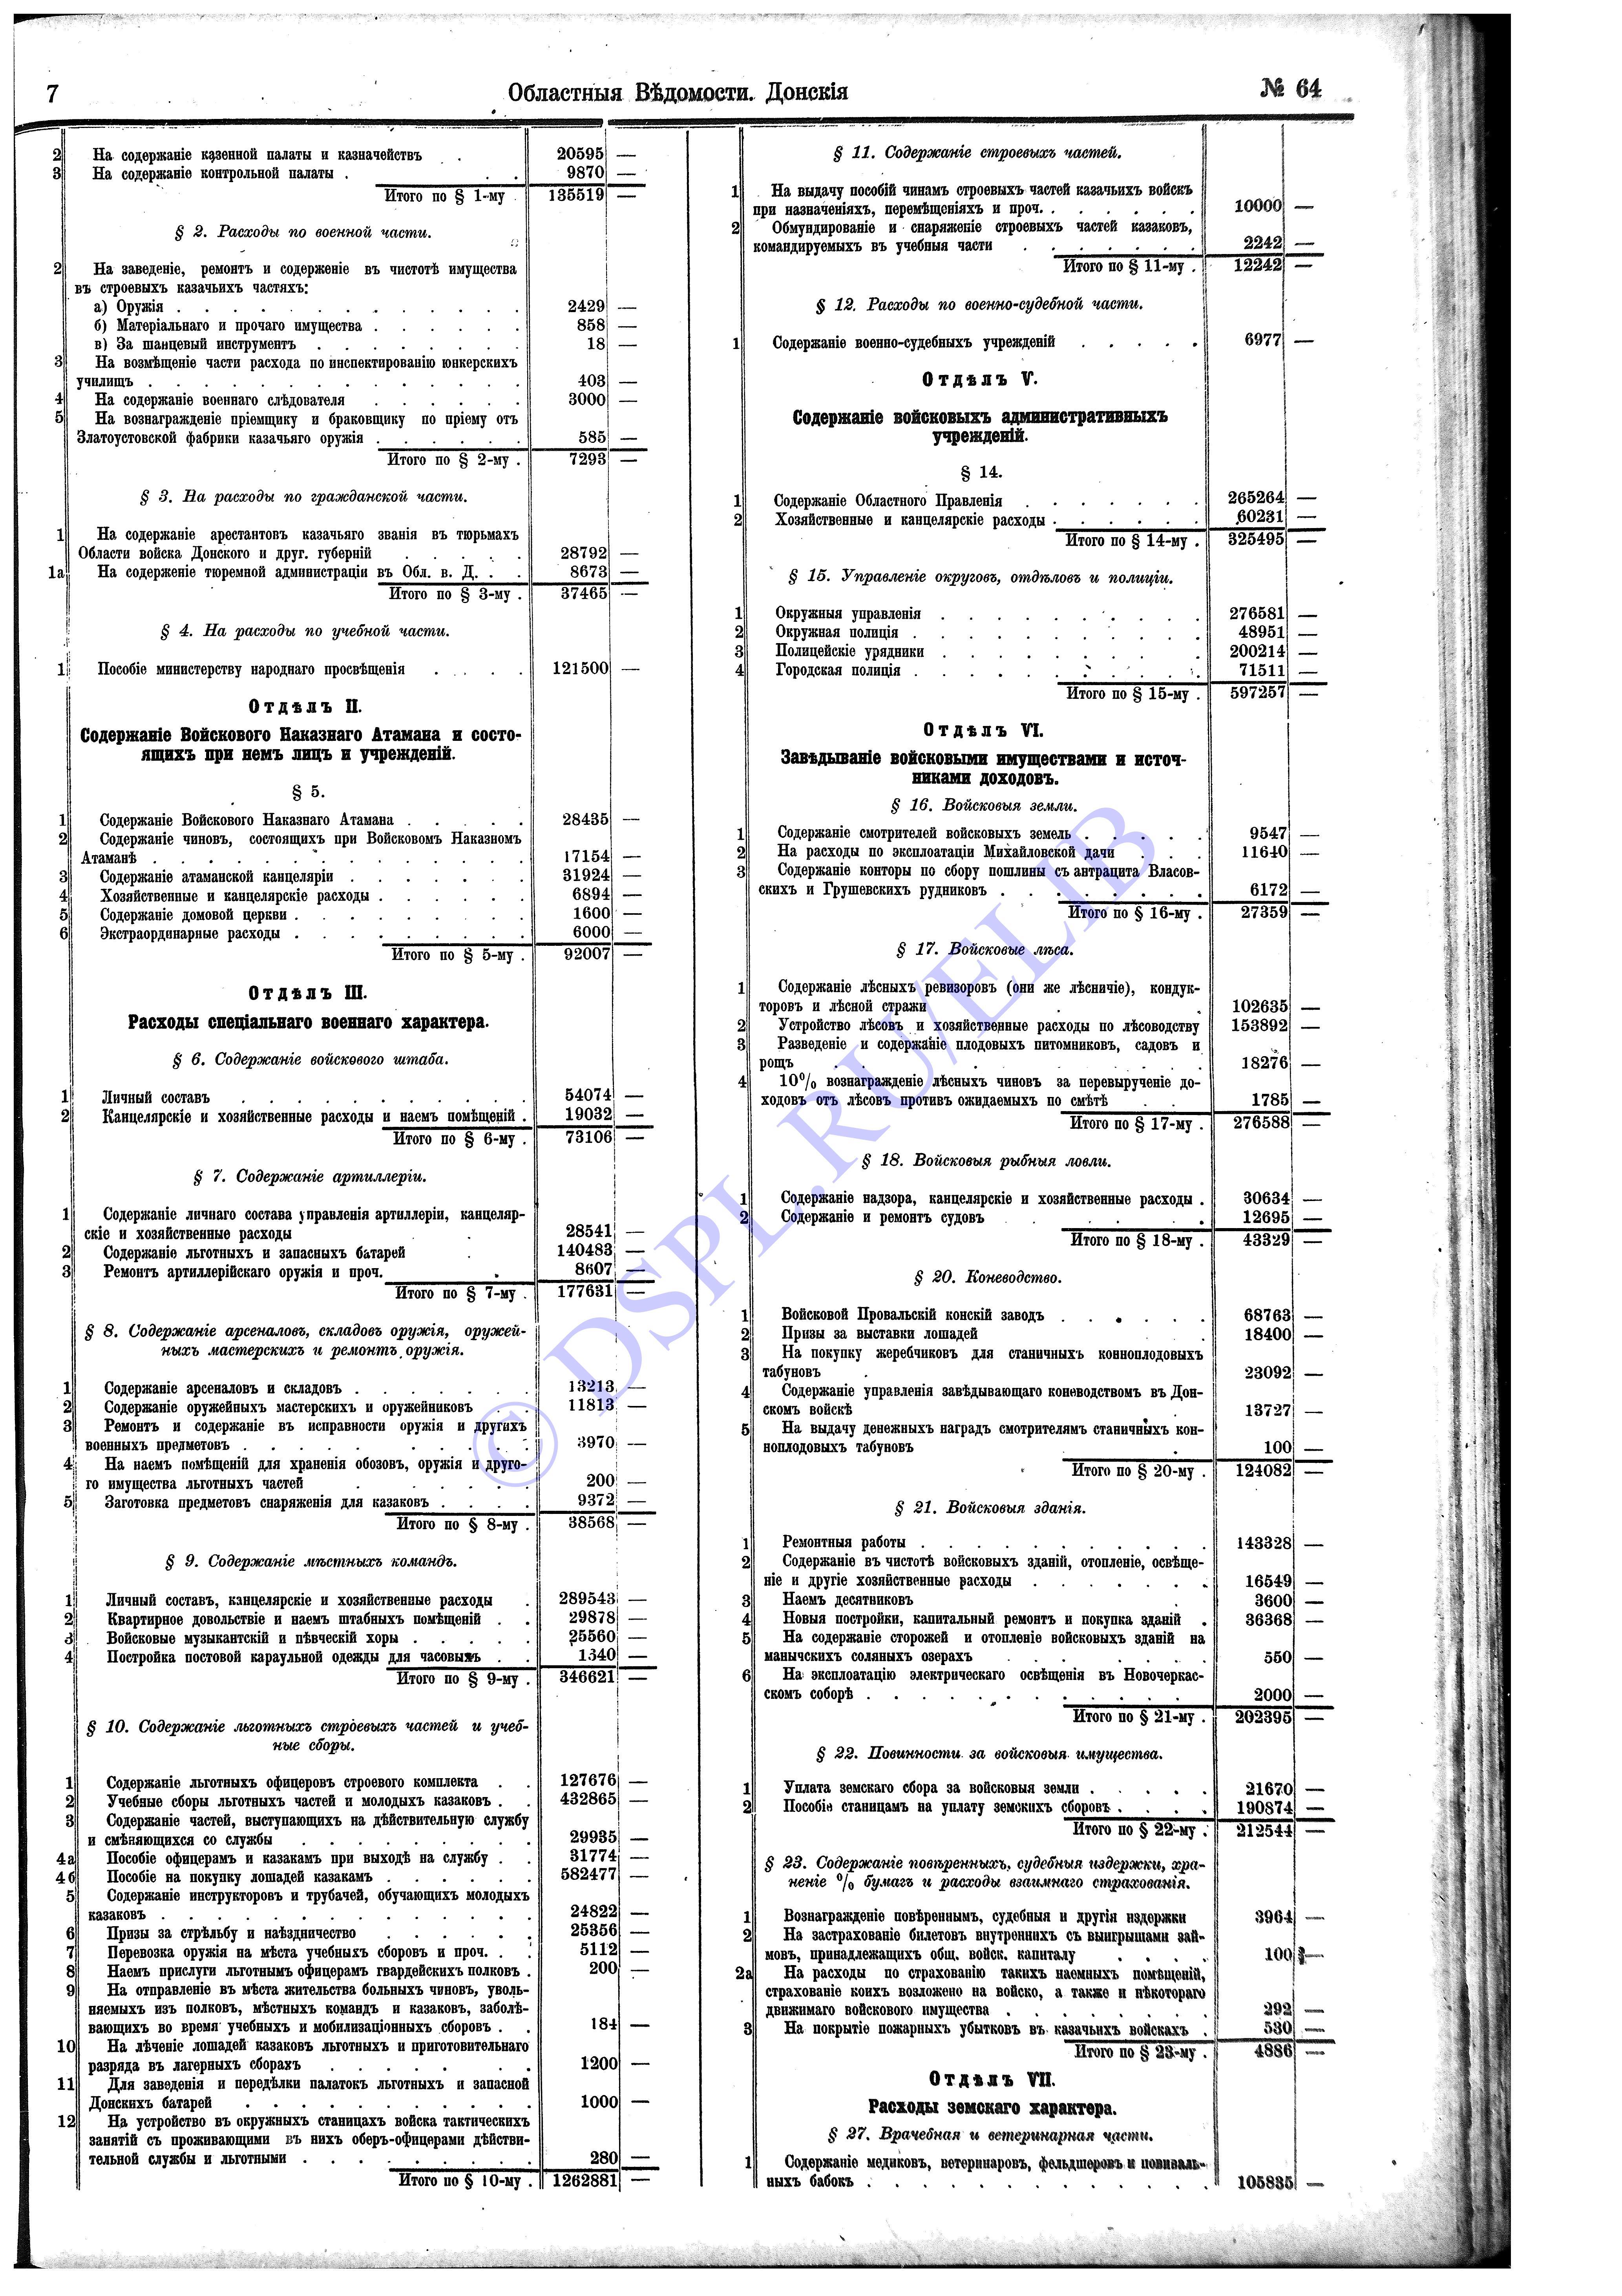 7 Областныя Вѣдомости. Донскія № 64
2 На содержаніе казенной палаты и казначействъ . . 20595 —
3 На содержаніе контрольной палаты . . . 9870 —
Итого по § 1-му . 135519 —
§ 2. Расходы по военной части.
2 На заведеніе, ремонтъ и содерженіе въ чистотѣ имущества
въ строевыхъ казачьихъ частяхъ:
а) Оружія . . . . . . . . . . . . 2429 —
б) Матеріальнаго и прочаго имущества . . . . . . 858 —
в) За шанцевый инструментъ . . . . . . . . 18 —
3 На возмѣщеніе части расхода по инспектированію юнкерскихъ
училищъ . . . . . . . . . . . . . . 403 —
4 На содержаніе военнаго слѣдователя . . . . . . 3000 —
5 На вознагражденіе пріемщику и браковщику по пріему отъ
Златоустовской фабрики казачьяго оружія . . . . . . 585 —
Итого по § 2-му . 7293 —
§ 3. На расходы по гражданской части.
1 На содержаніе арестантовъ казачьяго званія въ тюрьмахъ
Области войска Донского и друг. губерній . . . . . 28792 —
1а На содерженіе тюремной администраціи въ Обл. в. Д. . . 8673 —
Итого по § 3-му . 37465 —
§ 4. На расходы по учебной части.
1 Пособіе министерству народнаго просвѣщенія . . . . 121500 —
Отдѣлъ II.
Содержаніе Войскового Наказнаго Атамана и состо-
ящихъ при немъ лицъ и учрежденій.
§ 5.
1 Содержаніе Войскового Наказнаго Атамана . . . . . 28435 —
2 Содержаніе чиновъ, состоящихъ при Войсковомъ Наказномъ
Атаманѣ . . . . . . . . . . . . . . 17154 —
3 Содержаніе атаманской канцеляріи . . . . . . . 31924 —
4 Хозяйственные и канцелярскіе расходы . . . . . . 6894 —
5 Содержаніе домовой церкви . . . . . . . . . 1600 —
6 Экстраординарные расходы . . . . . . . . . 6000 —
Итого по § 5-му . 92007 —
Отдѣлъ III.
Расходы спеціальнаго военнаго характера.
§ 6. Содержаніе войскового штаба.
1 Личный составъ . . . . . . . . . . . 54074 —
2 Канцелярскіе и хозяйственные расходы и наемъ помѣщеній . 19032 —
Итого по § 6-му . 73106 —
§ 7. Содержаніе артиллеріи.
1 Содержаніе личнаго состава управленія артиллеріи, канцеляр-
скіе и хозяйственные расходы . 28541 —
2 Содержаніе льготныхъ и запасныхъ батарей . 140483 —
3 Ремонтъ артиллерійскаго оружія и проч. . 8607 —
Итого по § 7-му . 177631 —
§ 8. Содержаніе арсеналовъ, складовъ оружія, оружей-
ныхъ мастерскихъ и ремонтъ оружія.
1 Содержаніе арсеналовъ и складовъ . . . . . . . 13213 —
2 Содержаніе оружейныхъ мастерскихъ и оружейниковъ . . 11813 —
3 Ремонтъ и содержаніе въ исправности оружія и другихъ
военныхъ предметовъ . . . . . . . . . 3970 —
4 На наемъ помѣщеній для храненія обозовъ, оружія и друго-
го имущества льготныхъ частей . . . . . . 200 —
5 Заготовка предметовъ снаряженія для казаковъ . . . . 9372 —
Итого по § 8-му . 38568 —
§ 9. Содержаніе мѣстныхъ командъ.
1 Личный составъ, канцелярскіе и хозяйственные расходы . 289543 —
2 Квартирное довольствіе и наемъ штабныхъ помѣщеній . . 29878 —
3 Войсковые музыкантскій и пѣвческій хоры . . . . . 25560 —
4 Постройка постовой караульной одежды для часовыхъ . . 1340 —
Итого по § 9-му . 346621 —
§ 10. Содержаніе льготныхъ строевыхъ частей и учеб-
ные сборы.
1 Содержаніе льготныхъ офицеровъ строевого комплекта . . 127676 —
2 Учебные сборы льготныхъ частей и молодыхъ казаковъ . . 432865 —
3 Содержаніе частей, выступающихъ на дѣйствительную службу
и смѣняющихся со службы . . . . . . . . . 29935 —
4а Пособіе офицерамъ и казакамъ при выходѣ на службу . . 31774 —
4б Пособіе на покупку лошадей казакамъ . . . . . . 582477 —
5 Содержаніе инструкторовъ и трубачей, обучающихъ молодыхъ
казаковъ . . . . . . . . . . . . . . 24822 —
6 Призы за стрѣльбу и наѣздничество . . . . . . 25356 —
7 Перевозка оружія на мѣста учебныхъ сборовъ и проч. . . 5112 —
8 Наемъ прислуги льготнымъ офицерамъ гвардейскихъ полковъ . 200 —
9 На отправленіе въ мѣста жительства больныхъ чиновъ, уволь-
няемыхъ изъ полковъ, мѣстныхъ командъ и казаковъ, заболѣ-
вающихъ во время учебныхъ и мобилизаціонныхъ сборовъ . . 184 —
10 На лѣченіе лошадей казаковъ льготныхъ и приготовительнаго
разряда въ лагерныхъ сборахъ . . . . . . . 1200 —
11 Для заведенія и передѣлки палатокъ льготныхъ и запасной
Донскихъ батарей . . . . . . . . . . . 1000 —
12 На устройство въ окружныхъ станицахъ войска тактическихъ
занятій съ проживающими въ нихъ оберъ-офицерами дѣйстви-
тельной службы и льготными . . . . . . . . . 280 —
Итого по § 10-му . 1262881 —
§ 11. Содержаніе строевыхъ частей.
1 На выдачу пособій чинамъ строевыхъ частей казачьихъ войскъ
при назначеніяхъ, перемѣщеніяхъ и проч. . . . . . . 10000 —
2 Обмундированіе и снаряженіе строевыхъ частей казаковъ,
командируемыхъ въ учебныя части . . . . . . . 2242 —
Итого по § 11-му . 12242 —
§ 12. Расходы по военно-судебной части.
1 Содержаніе военно-судебныхъ учрежденій . . . . . 6977 —
Отдѣлъ V.
Содержаніе войсковыхъ административныхъ
учрежденій.
§ 14.
1 Содержаніе Областного Правленія . . . . . . . 265264 —
2 Хозяйственные и канцелярскіе расходы . . . . . . 60231 —
Итого по § 14-му . 325495 —
§ 15. Управленіе округовъ, отдѣловъ и полиціи.
1 Окружныя управленія . . . . . . . . . . 276581 —
2 Окружная полиція . . . . . . . . . . . 48951 —
3 Полицейскіе урядники . . . . . . . . . 200214 —
4 Городская полиція . . . . . . . . . . . 71511 —
Итого по § 15-му . 597257 —
Отдѣлъ VI.
Завѣдываніе войсковыми имуществами и источ-
никами доходовъ.
§ 16. Войсковыя земли.
1 Содержаніе смотрителей войсковыхъ земель . . . . . 9547 —
2 На расходы по эксплоатаціи Михайловской дачи . . . 11640 —
3 Содержаніе конторы по сбору пошлины съ антрацита Власов-
скихъ и Грушевскихъ рудниковъ . . . . . . . . 6172 —
Итого по § 16-му . 27359 —
§ 17. Войсковые лѣса.
1 Содержаніе лѣсныхъ ревизоровъ (они же лѣсничіе), кондук-
торовъ и лѣсной стражи . . 102635 —
2 Устройство лѣсовъ и хозяйственные расходы по лѣсоводству 153892 —
3 Разведеніе и содержаніе плодовыхъ питомниковъ, садовъ и
рощъ . . . . . . . . 18276 —
4 10% вознагражденіе лѣсныхъ чиновъ за перевырученіе до-
ходовъ отъ лѣсовъ противъ ожидаемыхъ по смѣтѣ . . 1785 —
Итого по § 17-му . 276588 —
§ 18. Войсковыя рыбныя ловли.
1 Содержаніе надзора, канцелярскіе и хозяйственные расходы . 30634 —
2 Содержаніе и ремонтъ судовъ . . . . . 12695 —
Итого по § 18-му . 43329 —
§ 20. Коневодство.
1 Войсковой Провальскій конскій заводъ . . . . . . 68763 —
2 Призы за выставки лошадей . . 18400 —
3 На покупку жеребчиковъ для станичныхъ конноплодовыхъ
табуновъ . 23092 —
4 Содержаніе управленія завѣдывающаго коневодствомъ въ Дон-
скомъ войскѣ . 13727 —
5 На выдачу денежныхъ наградъ смотрителямъ станичныхъ кон-
ноплодовыхъ табуновъ . 100 —
Итого по § 20-му . 124082 —
§ 21. Войсковыя зданія.
1 Ремонтныя работы . . . . . . . . . . . 143328 —
2 Содержаніе въ чистотѣ войсковыхъ зданій, отопленіе, освѣще-
ніе и другіе хозяйственные расходы . . . . . . . 16549 —
3 Наемъ десятниковъ . 3600 —
4 Новыя постройки, капитальный ремонтъ и покупка зданій . 36368 —
5 На содержаніе сторожей и отопленіе войсковыхъ зданій на
манычскихъ соляныхъ озерахъ . . . . . . . 550 —
6 На эксплоатацію электрическаго освѣщенія въ Новочеркас-
скомъ соборѣ . . . . . . . . . . . . 2000 —
Итого по § 21-му . 202395 —
§ 22. Повинности за войсковыя имущества.
1 Уплата земскаго сбора за войсковыя земли . . . . . 21670 —
2 Пособіе станицамъ на уплату земскихъ сборовъ . . . . 190874 —
Итого по § 22-му . 212544 —
§ 23. Содержаніе повѣренныхъ, судебныя издержки, хра-
неніе % бумагъ и расходы взаимнаго страхованія.
1 Вознагражденіе повѣреннымъ, судебныя и другія издержки 3964 —
2 На застрахованіе билетовъ внутреннихъ съ выигрышами зай-
мовъ, принадлежащихъ общ. войск. капиталу . . . . 100 —
2а На расходы по страхованію такихъ наемныхъ помѣщеній,
страхованіе коихъ возложено на войско, а также и нѣкотораго
движимаго войскового имущества . . . . . . . . 292 —
3 На покрытіе пожарныхъ убытковъ въ казачьихъ войскахъ . 530 —
Итого по § 23-му . 4886 —
Отдѣлъ VII.
Расходы земскаго характера.
§ 27. Врачебная и ветеринарная части.
1 Содержаніе медиковъ, ветеринаровъ, фельдшеровъ и повиваль-
ныхъ бабокъ . . . . . . . . . . . . . 105835 —
© DSPL.RU/ELIB